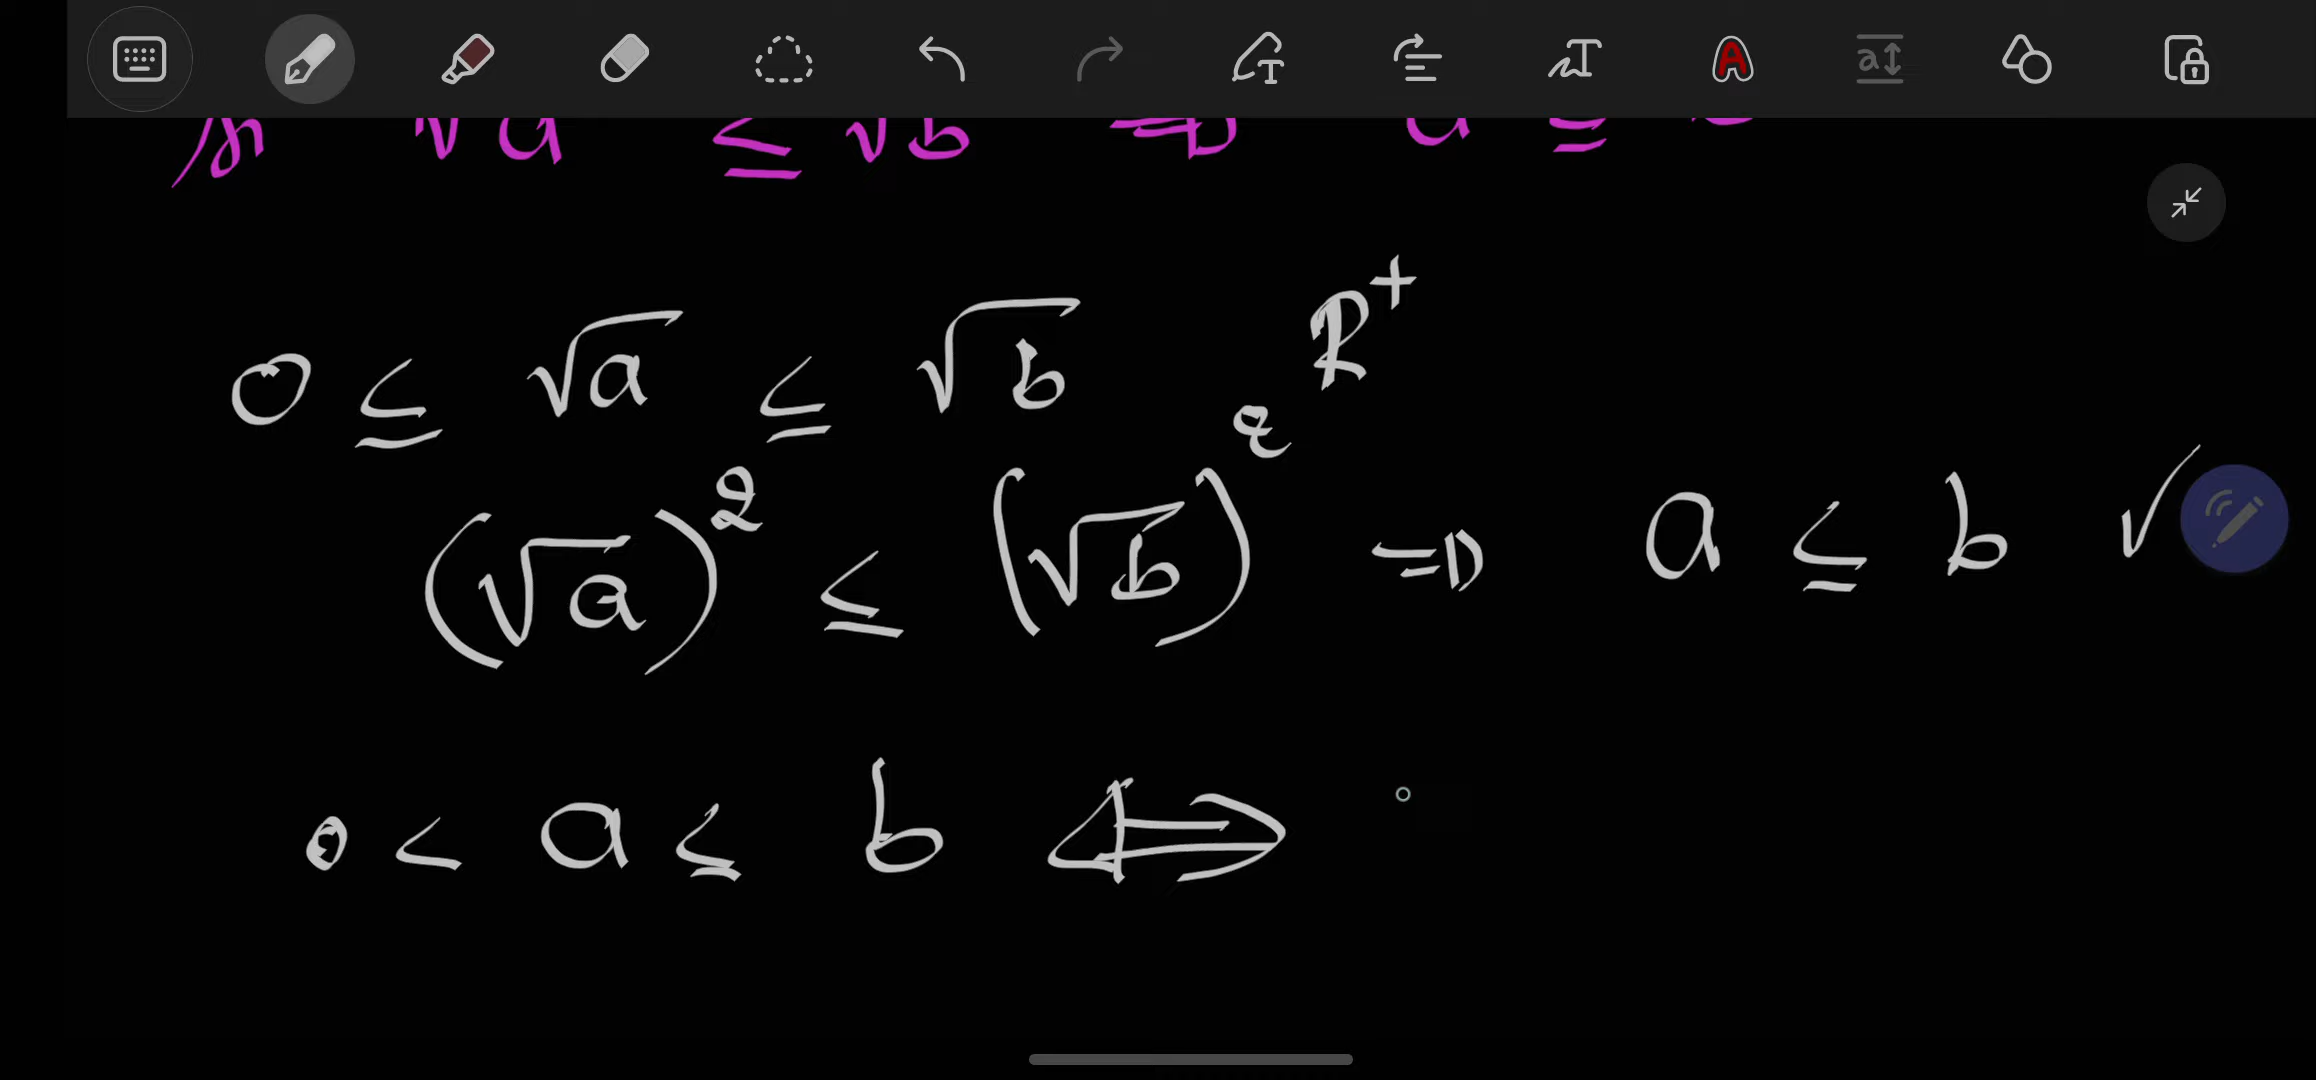 √a ≤ √b ⇒ a ≤
0 ≤ √a ≤ √b R⁺
(√a)² ≤ (√b)² ⇒ a ≤ b √
0 < a ≤ b ⇔